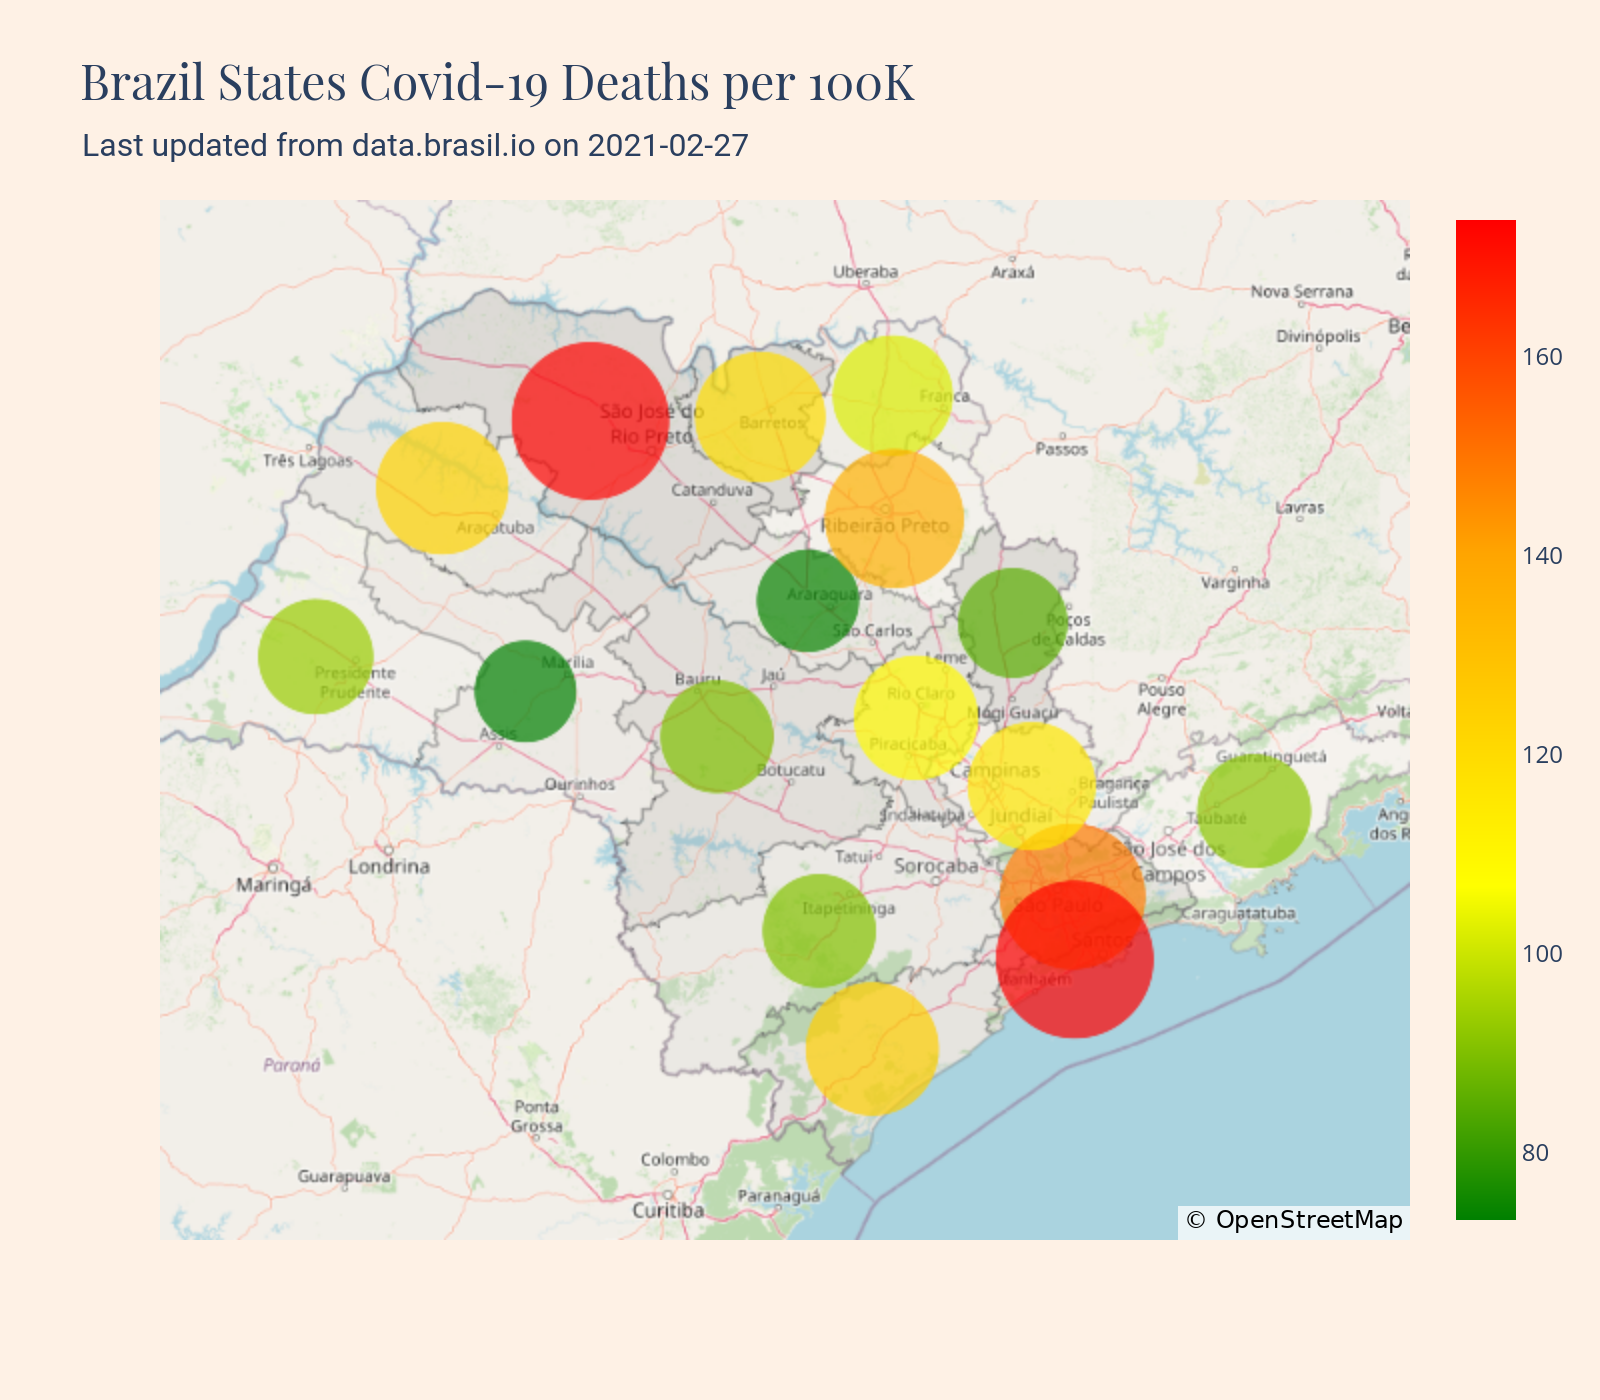 Brazil States Covid-19 Deaths per 100K
Last updated from data.brasil.io on 2021-02-27
Uberaba
Araxá
Nova Serrana
Divinópolis
Be
160
Franca
São José do
Rio Preto
Barretos
Passos
Três Lagoas
Catanduva
Lavras
Araçatuba
Ribeirão Preto
140
Varginha
Araraquara
São Carlos
Poços
de Caldas
Leme
Marília
Presidente
Prudente
Bauru
Jaú
Rio Claro
Pouso
Alegre
Mogi Guaçu
Volta
Assis
Piracicaba
120
Guaratinguetá
Botucatu
Campinas
Ourinhos
Bragança
Paulista
Indaiatuba
Jundiaí
Taubaté
Ang
dos R
São José dos
Campos
Tatuí
Sorocaba
Londrina
Maringá
Itapetininga
São Paulo
Caraguatatuba
Santos
100
Itanhaém
Paraná
Ponta
Grossa
80
Colombo
Guarapuava
Paranaguá
Curitiba
© OpenStreetMap